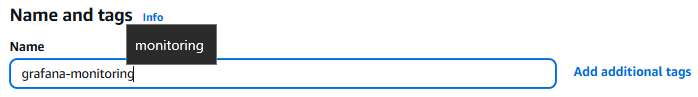 Name and tags Info
monitoring
Name
grafana-monitoring
Add additional tags